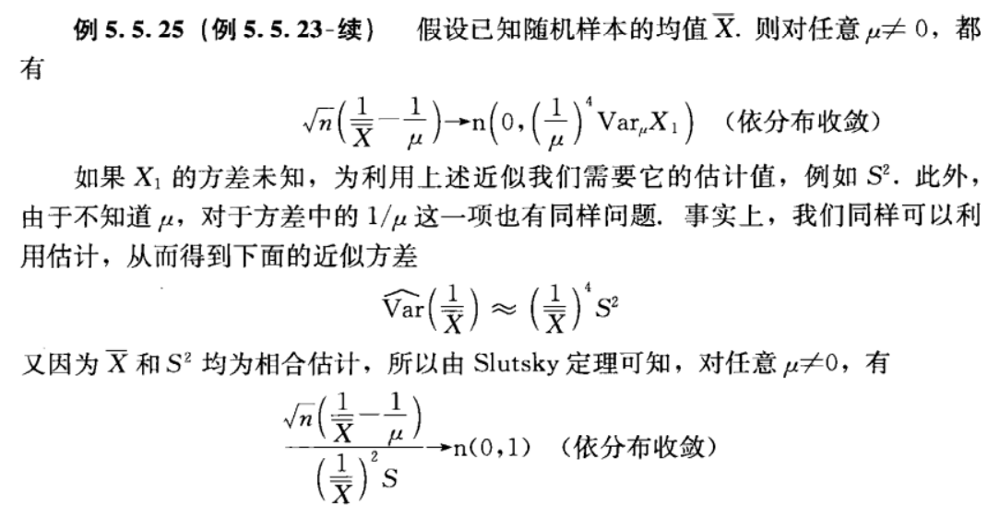 例 5.5.25 (例 5.5.23-续) 假设已知随机样本的均值 $\overline{X}$. 则对任意 $\mu \neq 0$，都
有
$\sqrt{n}\left(\frac{1}{\overline{X}}-\frac{1}{\mu}\right) \rightarrow \mathrm{n}\left(0,\left(\frac{1}{\mu}\right)^4 \mathrm{Var}_{\mu} X_1\right)$ （依分布收敛）
如果 $X_1$ 的方差未知，为利用上述近似我们需要它的估计值，例如 $S^2$. 此外，
由于不知道 $\mu$，对于方差中的 $1/\mu$ 这一项也有同样问题. 事实上，我们同样可以利
用估计，从而得到下面的近似方差
$\widehat{\mathrm{Var}}\left(\frac{1}{\overline{X}}\right) \approx \left(\frac{1}{\overline{X}}\right)^4 S^2$
又因为 $\overline{X}$ 和 $S^2$ 均为相合估计，所以由 Slutsky 定理可知，对任意 $\mu \neq 0$，有
$\frac{\sqrt{n}\left(\frac{1}{\overline{X}}-\frac{1}{\mu}\right)}{\left(\frac{1}{\overline{X}}\right)^2 S} \rightarrow \mathrm{n}(0,1)$ （依分布收敛）